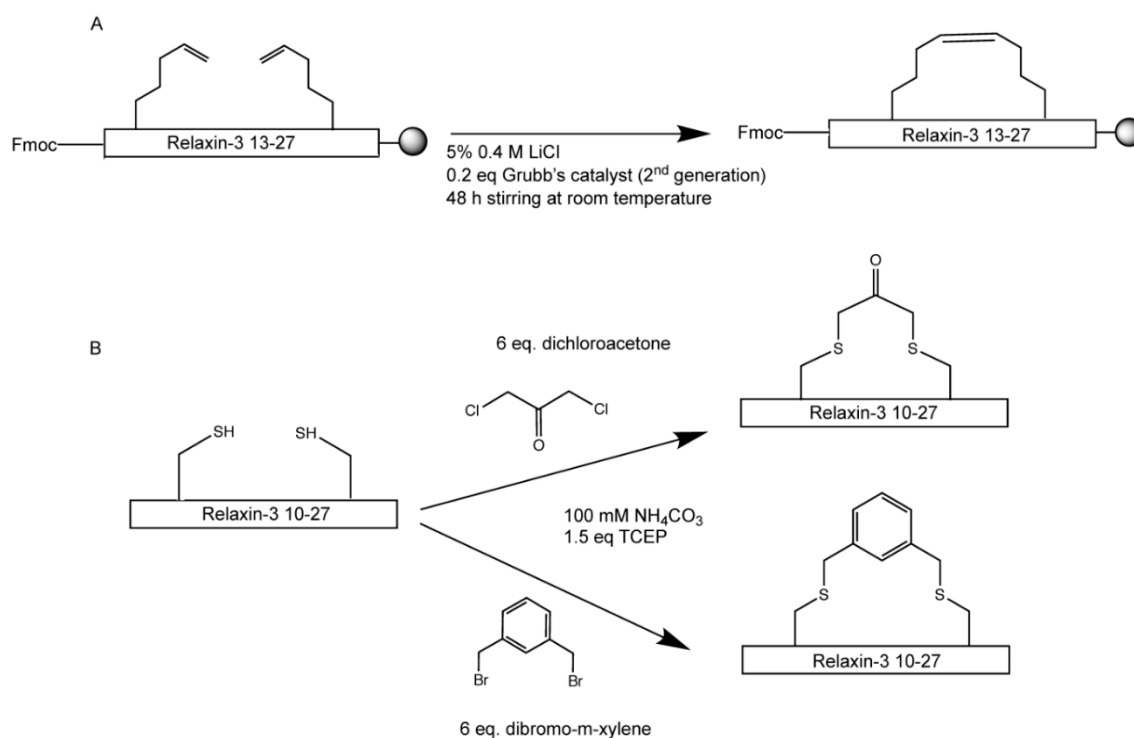 A
Fmoc
Relaxin-3 13-27
5% 0.4 M LiCl
0.2 eq Grubb's catalyst (2nd generation)
48 h stirring at room temperature
Fmoc
Relaxin-3 13-27
B
SH
SH
Relaxin-3 10-27
6 eq. dichloroacetone
Cl
Cl
O
100 mM NH4CO3
1.5 eq TCEP
Br
Br
6 eq. dibromo-m-xylene
O
S
S
Relaxin-3 10-27
S
S
Relaxin-3 10-27